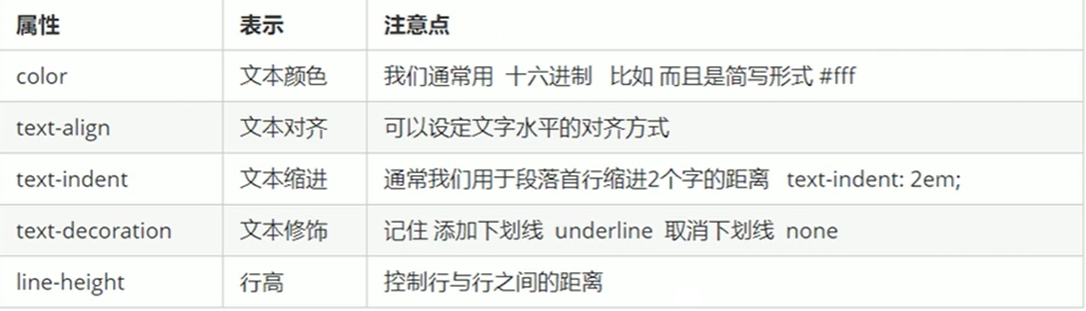 属性 表示 注意点
color 文本颜色 我们通常用 十六进制 比如 而且是简写形式 #fff
text-align 文本对齐 可以设定文字水平的对齐方式
text-indent 文本缩进 通常我们用于段落首行缩进2个字的距离 text-indent: 2em;
text-decoration 文本修饰 记住 添加下划线 underline 取消下划线 none
line-height 行高 控制行与行之间的距离